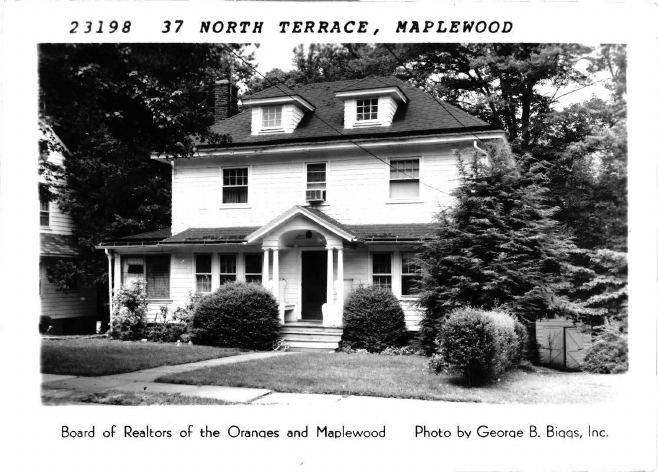 23198 37 NORTH TERRACE, MAPLEWOOD
Board of Realtors of the Oranges and Maplewood Photo by George B. Biggs, Inc.